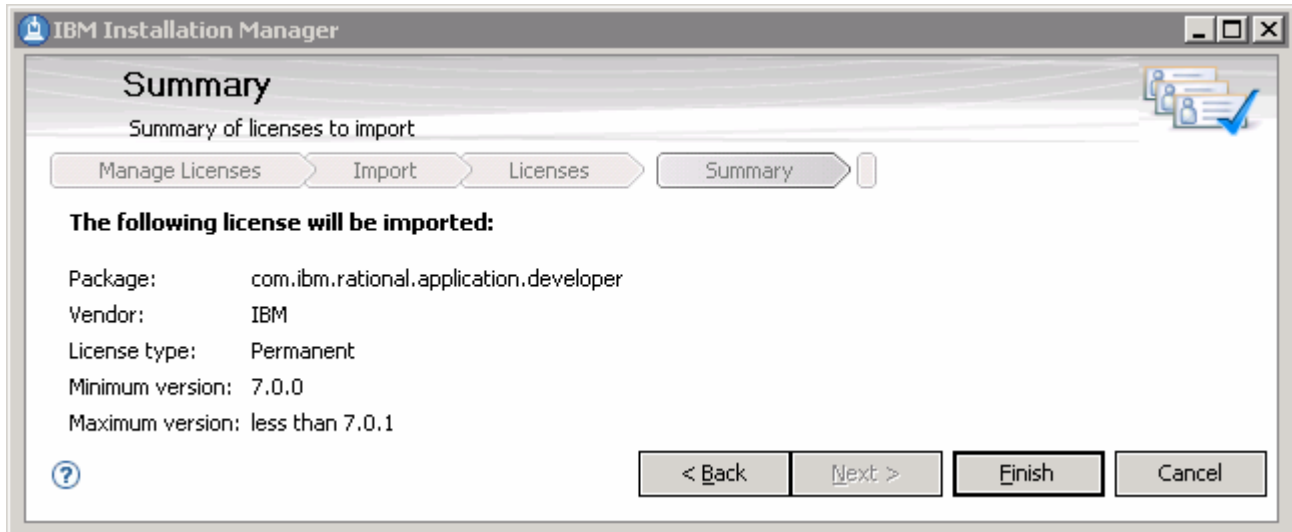 IBM Installation Manager
Summary
Summary of licenses to import
Manage Licenses Import Licenses Summary
The following license will be imported:
Package: com.ibm.rational.application.developer
Vendor: IBM
License type: Permanent
Minimum version: 7.0.0
Maximum version: less than 7.0.1
? < Back Next > Finish Cancel